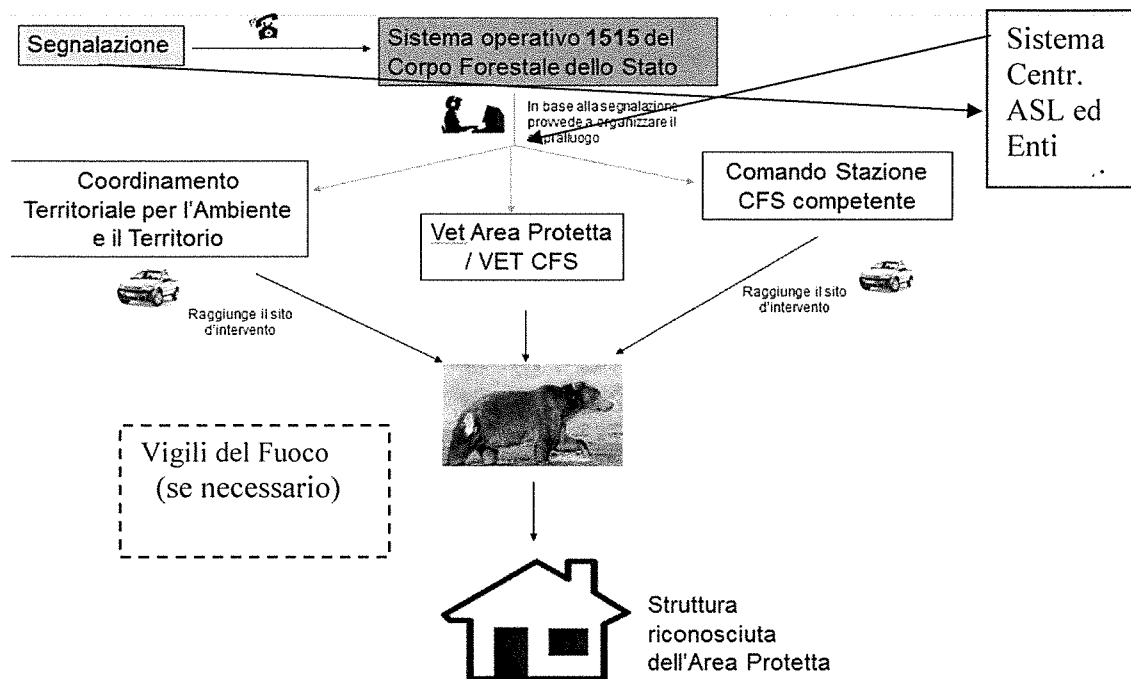 Segnalazione
Sistema operativo 1515 del
Corpo Forestale dello Stato
Sistema
Centr.
ASL ed
Enti
In base alla segnalazione
provvede a organizzare il
Coordinamento
Territoriale per l'Ambiente
e il Territorio
Vet Area Protetta
/ VET CFS
Comando Stazione
CFS competente
Raggiunge il sito
d'intervento
Raggiunge il sito
d'intervento
Vigili del Fuoco
(se necessario)
Struttura
riconosciuta
dell'Area Protetta